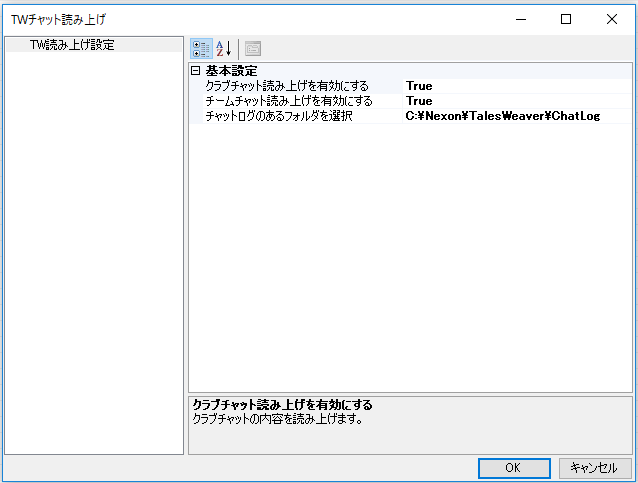 TWチャット読み上げ
TW読み上げ設定
基本設定
クラブチャット読み上げを有効にする True
チームチャット読み上げを有効にする True
チャットログのあるフォルダを選択 C:¥Nexon¥TalesWeaver¥ChatLog
クラブチャット読み上げを有効にする
クラブチャットの内容を読み上げます。
OK キャンセル